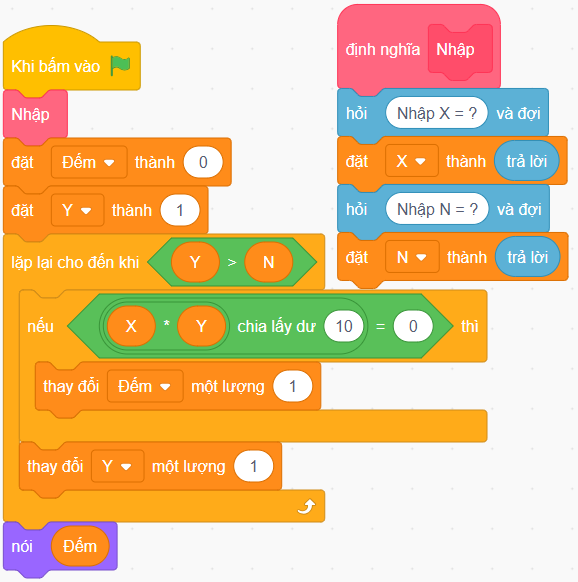 Khi bấm vào
Nhập
đặt Đếm thành 0
đặt Y thành 1
lặp lại cho đến khi Y > N
nếu X * Y chia lấy dư 10 = 0 thì
thay đổi Đếm một lượng 1
thay đổi Y một lượng 1
nói Đếm
định nghĩa Nhập
hỏi Nhập X = ? và đợi
đặt X thành trả lời
hỏi Nhập N = ? và đợi
đặt N thành trả lời